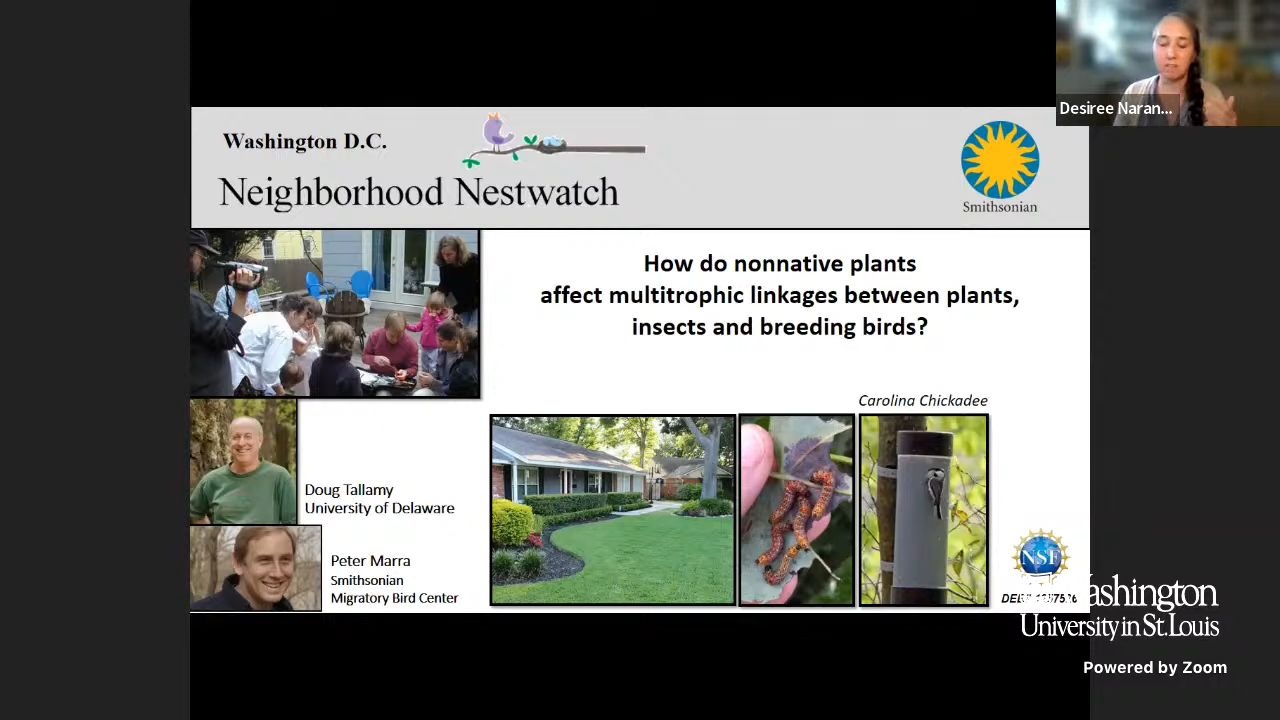 Desiree Naran...
Washington D.C.
Neighborhood Nestwatch
Smithsonian
How do nonnative plants
affect multitrophic linkages between plants,
insects and breeding birds?
Carolina Chickadee
Doug Tallamy
University of Delaware
Peter Marra
Smithsonian
Migratory Bird Center
NSF
Washington
University in St. Louis
Powered by Zoom